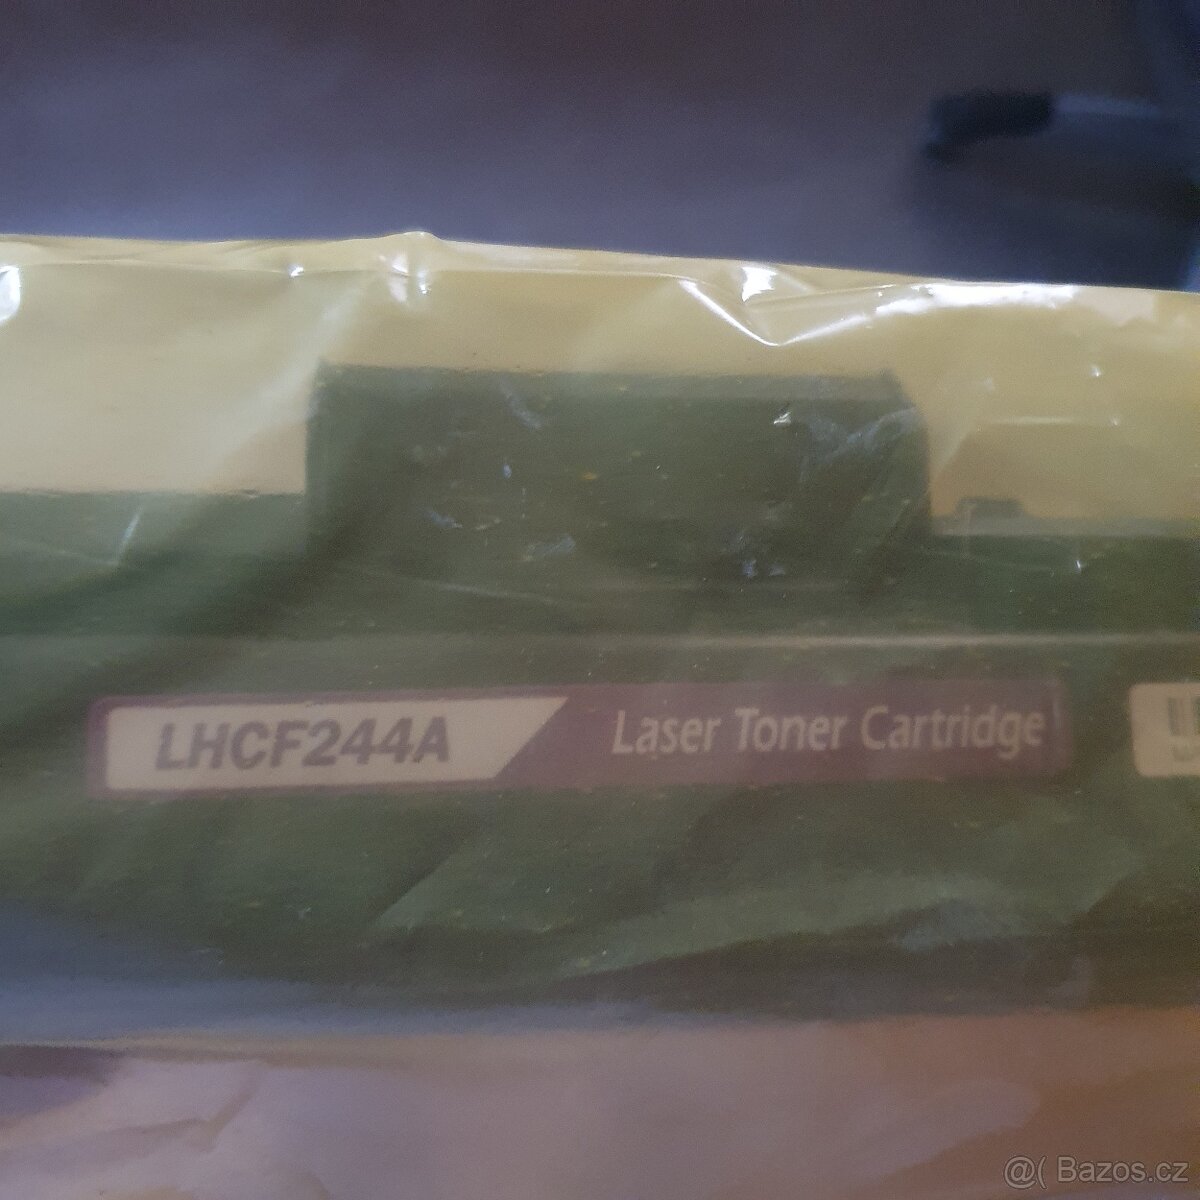 LHCF244A Laser Toner Cartridge
@( Bazos.cz